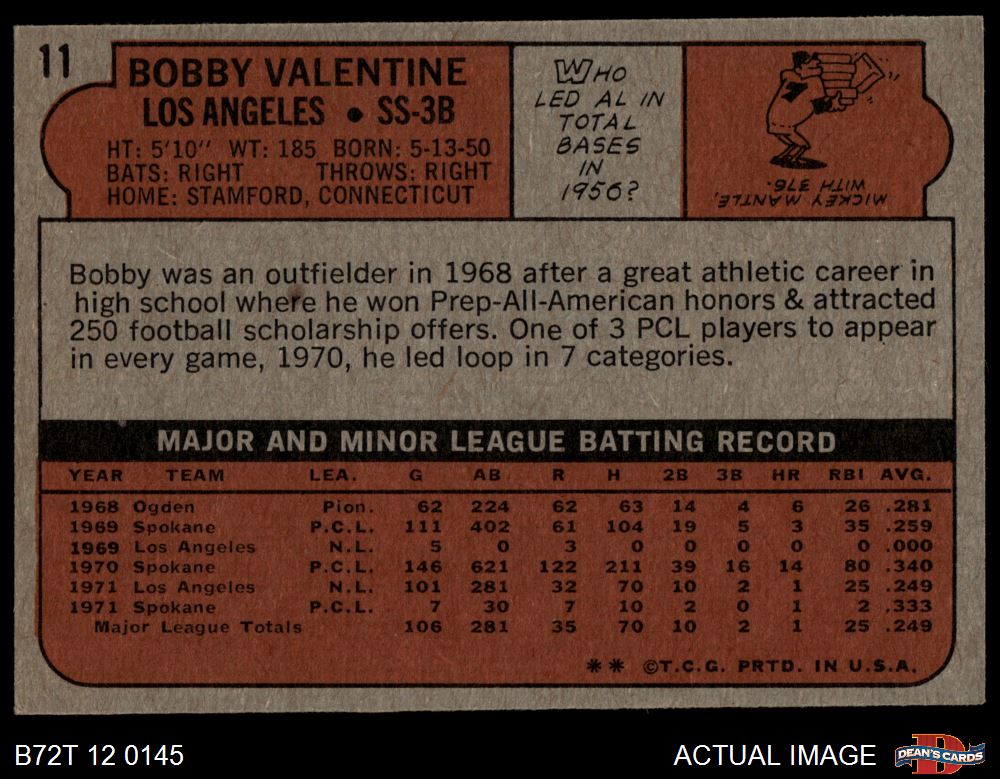 11
BOBBY VALENTINE
LOS ANGELES • SS-3B
HT: 5'10" WT: 185 BORN: 5-13-50
BATS: RIGHT THROWS: RIGHT
HOME: STAMFORD, CONNECTICUT
WHO
LED AL IN
TOTAL
BASES
IN
1956?
MICKEY MANTLE,
WITH 376.
7
Bobby was an outfielder in 1968 after a great athletic career in
high school where he won Prep-All-American honors & attracted
250 football scholarship offers. One of 3 PCL players to appear
in every game, 1970, he led loop in 7 categories.
MAJOR AND MINOR LEAGUE BATTING RECORD
YEAR TEAM LEA. G AB R H 2B 3B HR RBI AVG.
1968 Ogden Pion. 62 224 62 63 14 4 6 26 .281
1969 Spokane P.C.L. 111 402 61 104 19 5 3 35 .259
1969 Los Angeles N.L. 5 0 3 0 0 0 0 0 .000
1970 Spokane P.C.L. 146 621 122 211 39 16 14 80 .340
1971 Los Angeles N.L. 101 281 32 70 10 2 1 25 .249
1971 Spokane P.C.L. 7 30 7 10 2 0 1 2 .333
Major League Totals 106 281 35 70 10 2 1 25 .249
** ©T.C.G. PRTD. IN U.S.A.
B72T 12 0145
ACTUAL IMAGE
D
DEAN'S CARDS